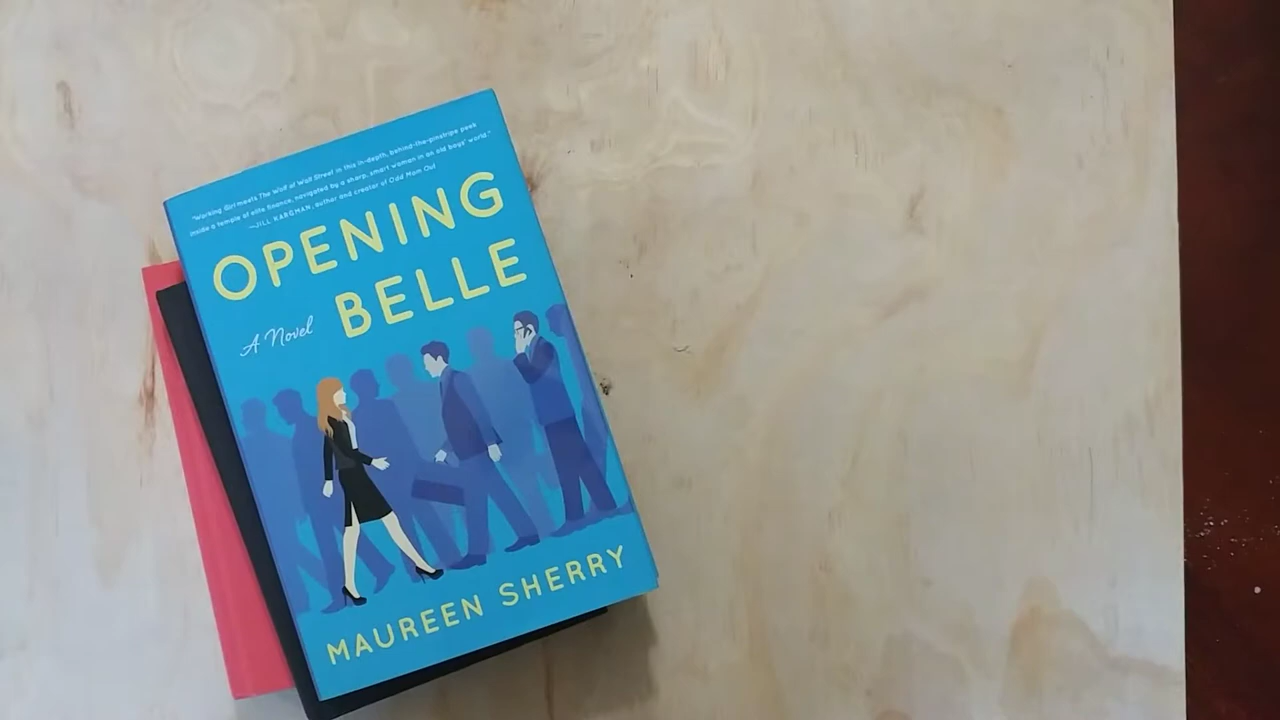 "Working Girl meets The Wolf of Wall Street in this in-depth, behind-the-pinstripe peek
inside a temple of elite finance, navigated by a sharp, smart woman in an old boys' world."
—JILL KARGMAN, author and creator of Odd Mom Out
OPENING
BELLE
A Novel
MAUREEN SHERRY